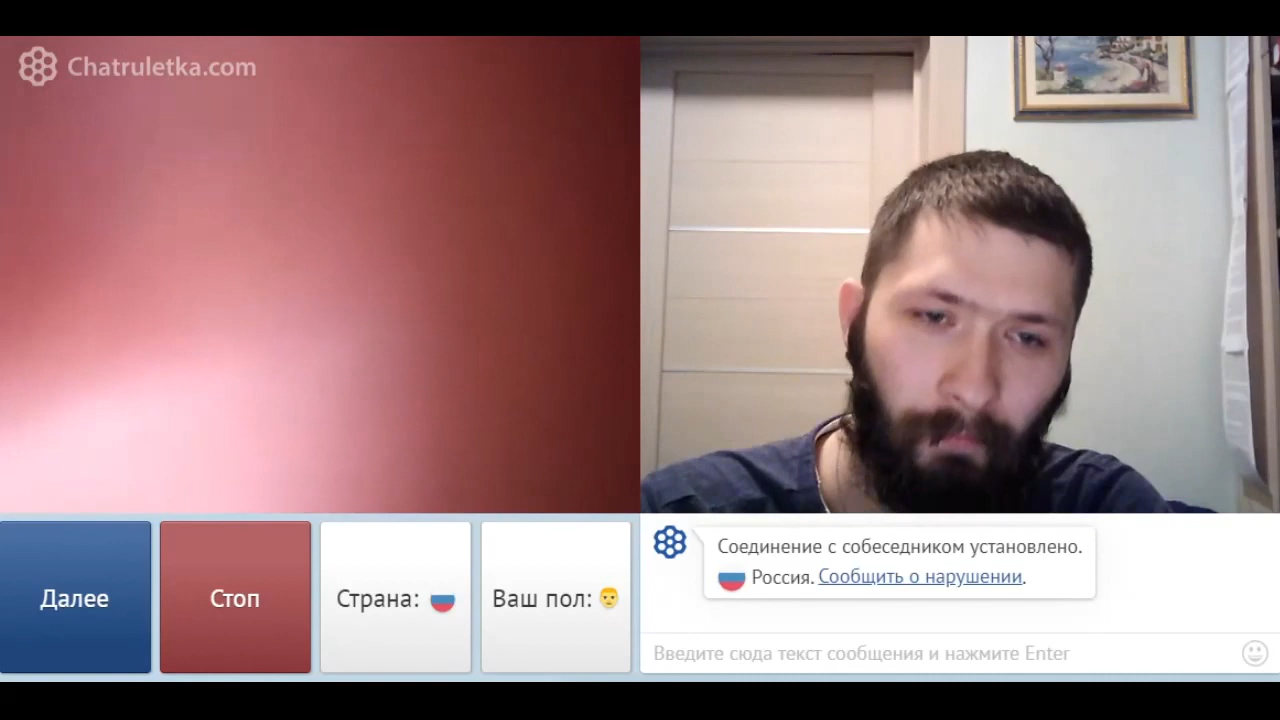 Chatruletka.com
Далее
Стоп
Страна:
Ваш пол:
Соединение с собеседником установлено.
Россия. Сообщить о нарушении.
Введите сюда текст сообщения и нажмите Enter